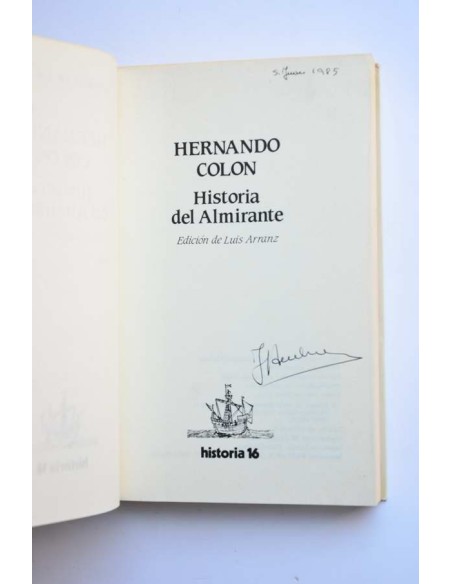 1985
HERNANDO
COLON
Historia
del Almirante
Edición de Luis Arranz
historia 16